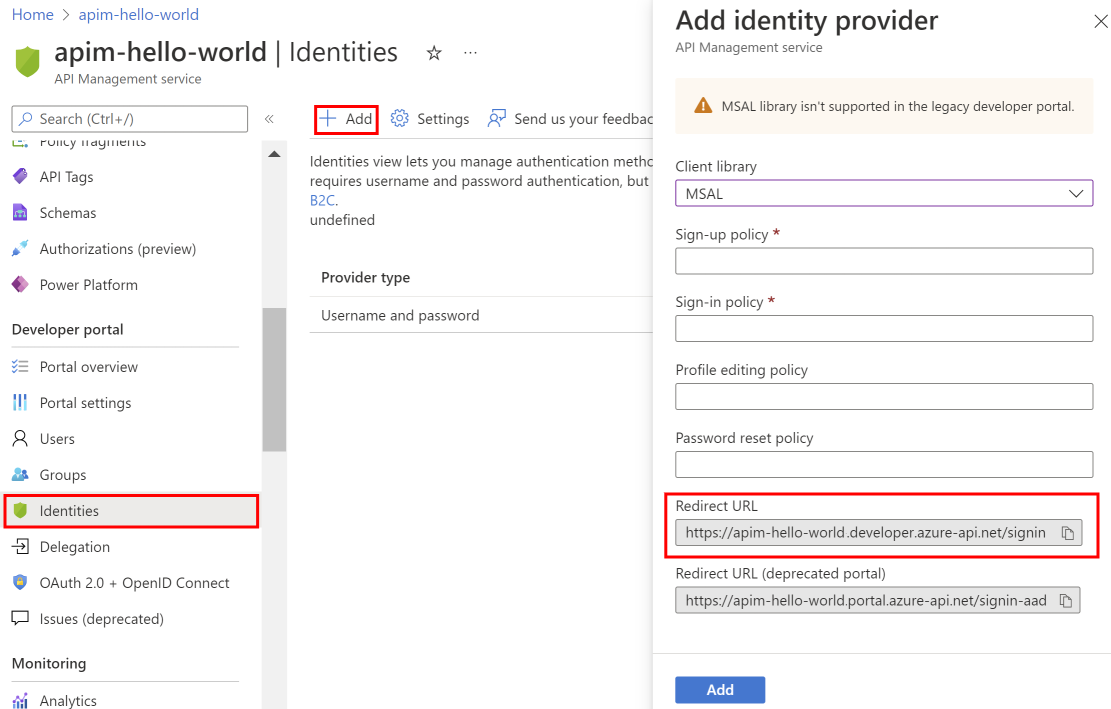 Home > apim-hello-world
apim-hello-world | Identities
API Management service
Search (Ctrl+/)
Policy fragments
API Tags
Schemas
Authorizations (preview)
Power Platform
Developer portal
Portal overview
Portal settings
Users
Groups
Identities
Delegation
OAuth 2.0 + OpenID Connect
Issues (deprecated)
Monitoring
Analytics
Add
Settings
Send us your feedbac
Identities view lets you manage authentication metho
requires username and password authentication, but
B2C.
undefined
Provider type
Username and password
Add identity provider
API Management service
MSAL library isn't supported in the legacy developer portal.
Client library
MSAL
Sign-up policy *
Sign-in policy *
Profile editing policy
Password reset policy
Redirect URL
https://apim-hello-world.developer.azure-api.net/signin
Redirect URL (deprecated portal)
https://apim-hello-world.portal.azure-api.net/signin-aad
Add